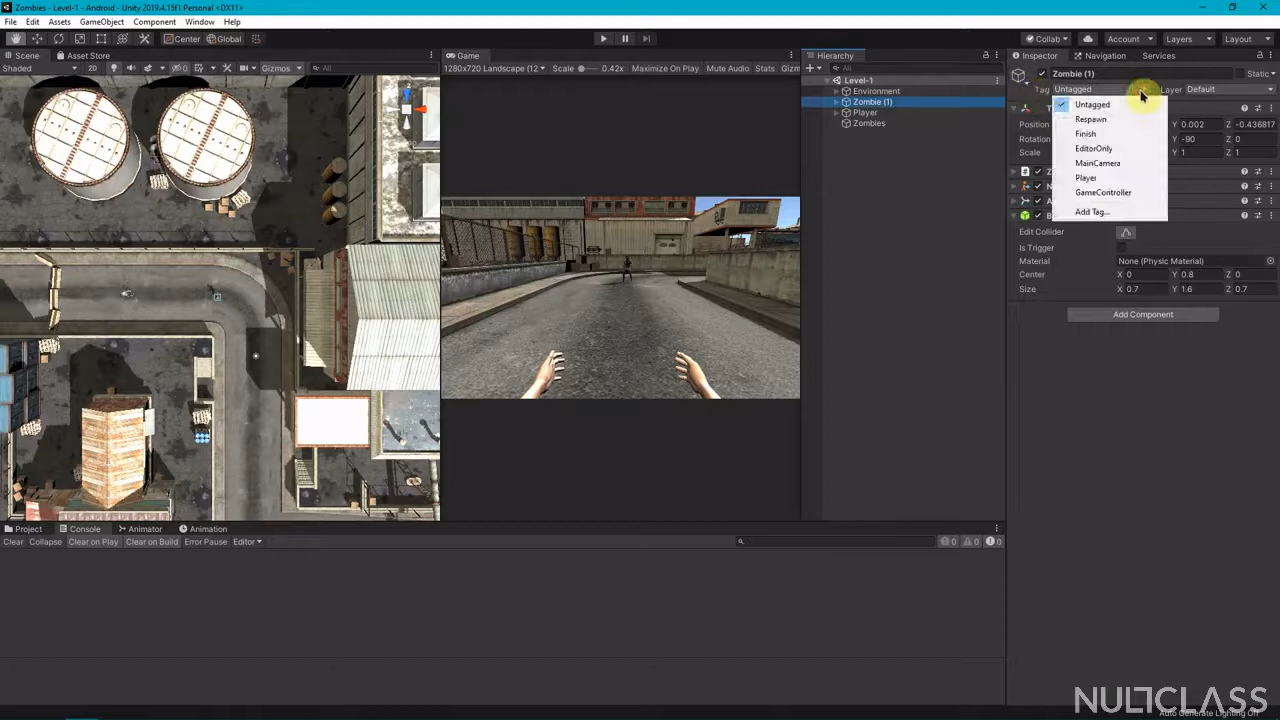 Zombies - Level-1 - Android - Unity 2019.4.15f1 Personal <DX11>
File Edit Assets GameObject Component Window Help
Center Global Collab Account Layers Layout
Scene Asset Store Game Hierarchy Inspector Navigation Services
Shaded 2D 0 Gizmos All 1280x720 Landscape (12 Scale 0.42x Maximize On Play Mute Audio Stats Gizm All
Level-1
Environment
Zombie (1)
Player
Zombies
Zombie (1) Static
Tag Untagged Layer Default
Untagged
Respawn
Finish
EditorOnly
MainCamera
Player
GameController
Add Tag...
Position Y 0.002 Z -0.436817
Rotation Y -90 Z 0
Scale Y 1 Z 1
Edit Collider
Is Trigger
Material None (Physic Material)
Center X 0 Y 0.8 Z 0
Size X 0.7 Y 1.6 Z 0.7
Add Component
Project Console Animator Animation
Clear Collapse Clear on Play Clear on Build Error Pause Editor 0 0 0
NULLCLASS
Auto Generate Lighting On